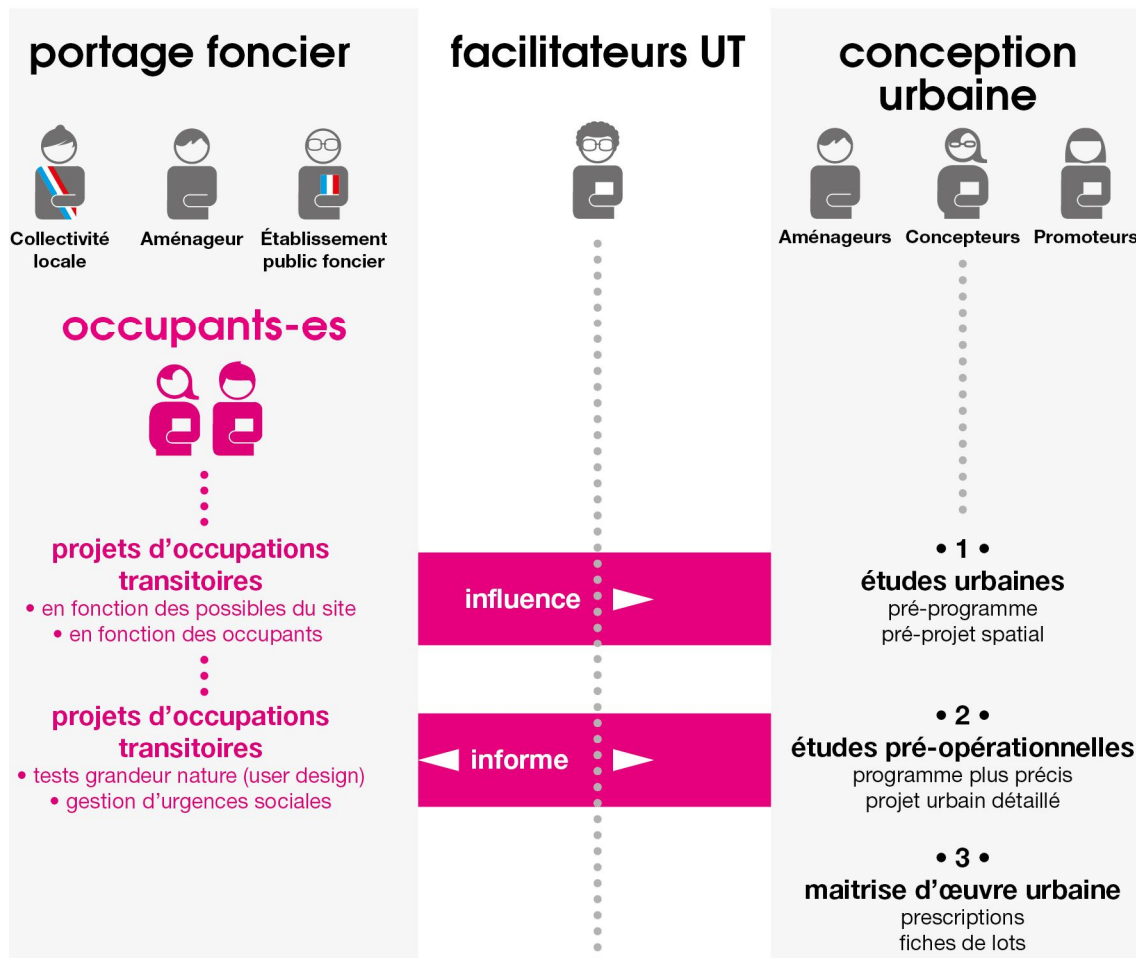 portage foncier
Collectivité
locale
Aménageur
Établissement
public foncier
occupants-es
projets d'occupations
transitoires
• en fonction des possibles du site
• en fonction des occupants
projets d'occupations
transitoires
• tests grandeur nature (user design)
• gestion d'urgences sociales
facilitateurs UT
influence
informe
conception
urbaine
Aménageurs
Concepteurs
Promoteurs
• 1 •
études urbaines
pré-programme
pré-projet spatial
• 2 •
études pré-opérationnelles
programme plus précis
projet urbain détaillé
• 3 •
maitrise d'œuvre urbaine
prescriptions
fiches de lots